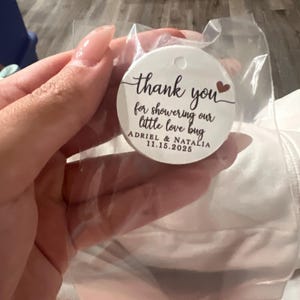 thank you
for showering our
little love bug
ADRIEL & NATALIA
11.15.2025